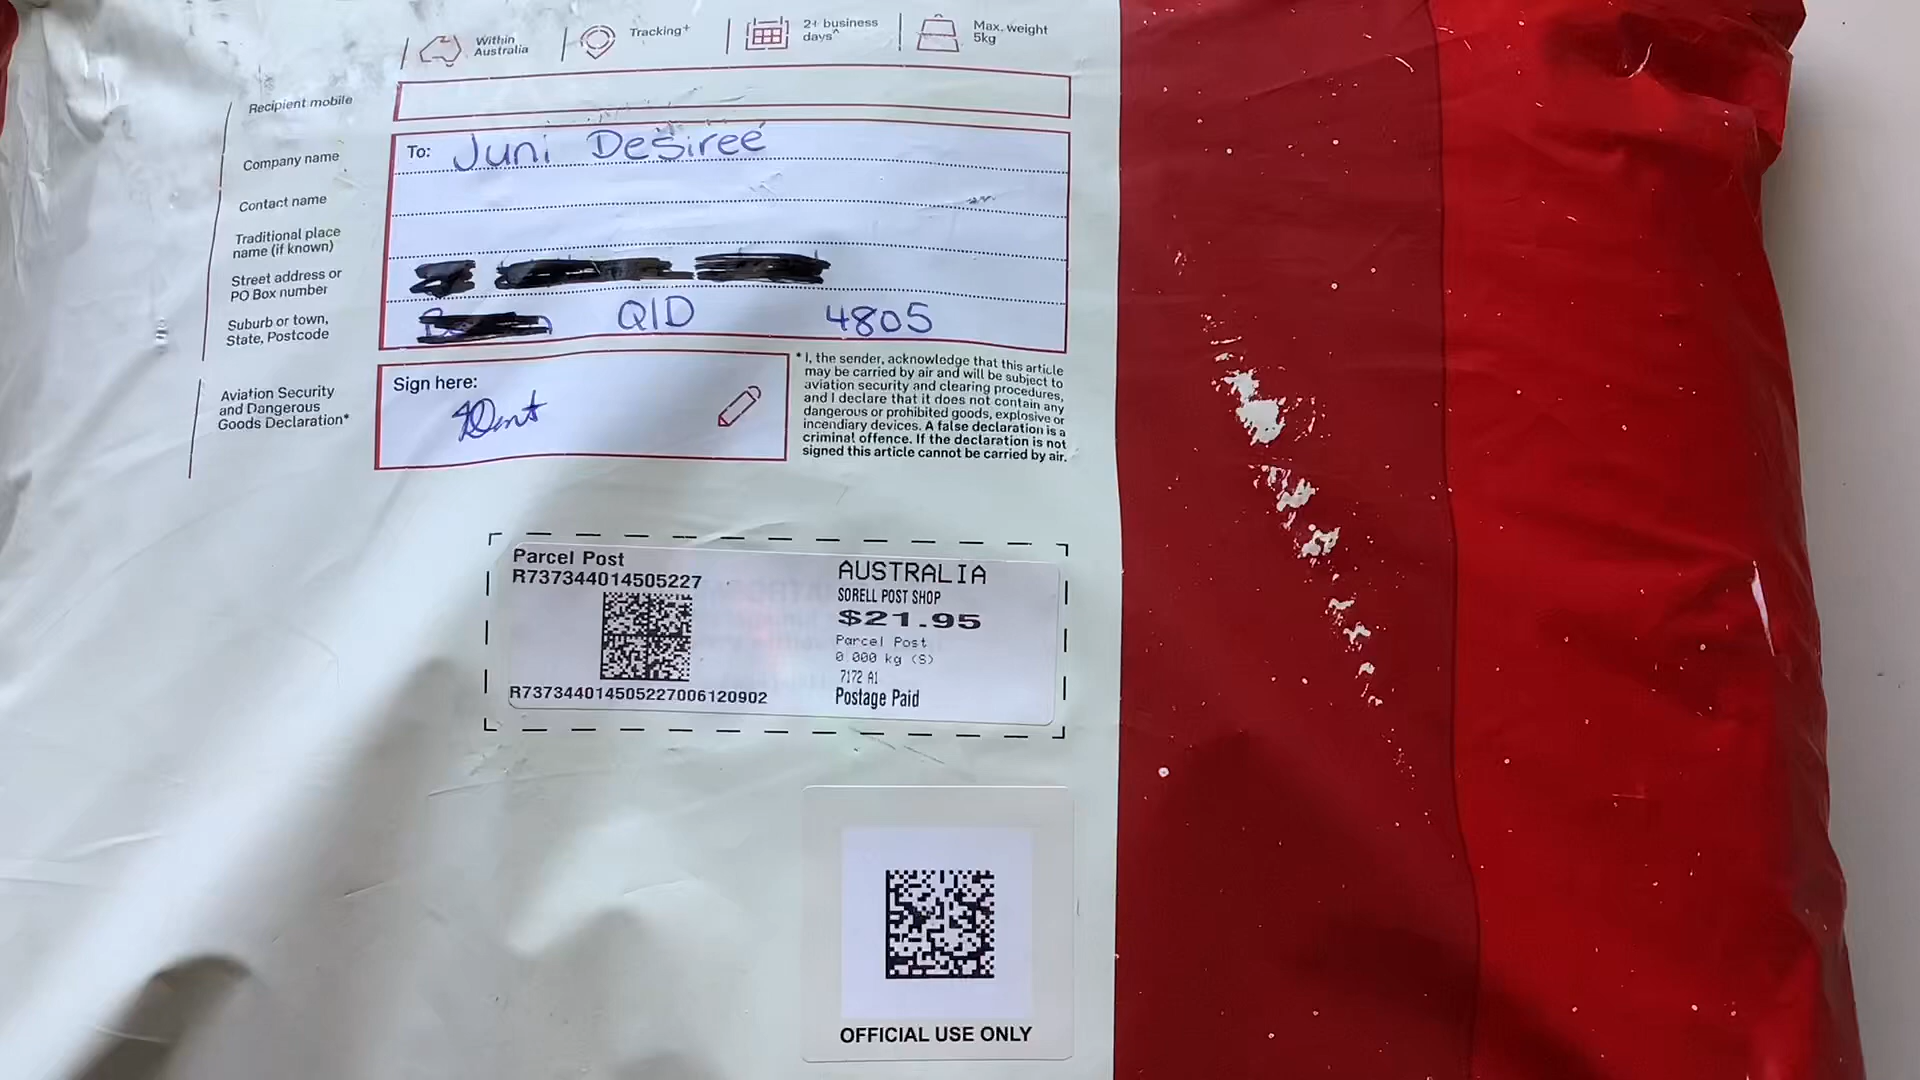 Within
Australia
Tracking+
2+ business
days^
Max. weight
5kg
Recipient mobile
Company name
To: Juni Desireé
Contact name
Traditional place
name (if known)
Street address or
PO Box number
Suburb or town,
State, Postcode
QLD 4805
Aviation Security
and Dangerous
Goods Declaration*
Sign here:
* I, the sender, acknowledge that this article
may be carried by air and will be subject to
aviation security and clearing procedures,
and I declare that it does not contain any
dangerous or prohibited goods, explosive or
incendiary devices. A false declaration is a
criminal offence. If the declaration is not
signed this article cannot be carried by air.
Parcel Post
R737344014505227
R737344014505227006120902
AUSTRALIA
SORELL POST SHOP
$21.95
Parcel Post
0.000 kg (S)
7172 A1
Postage Paid
OFFICIAL USE ONLY